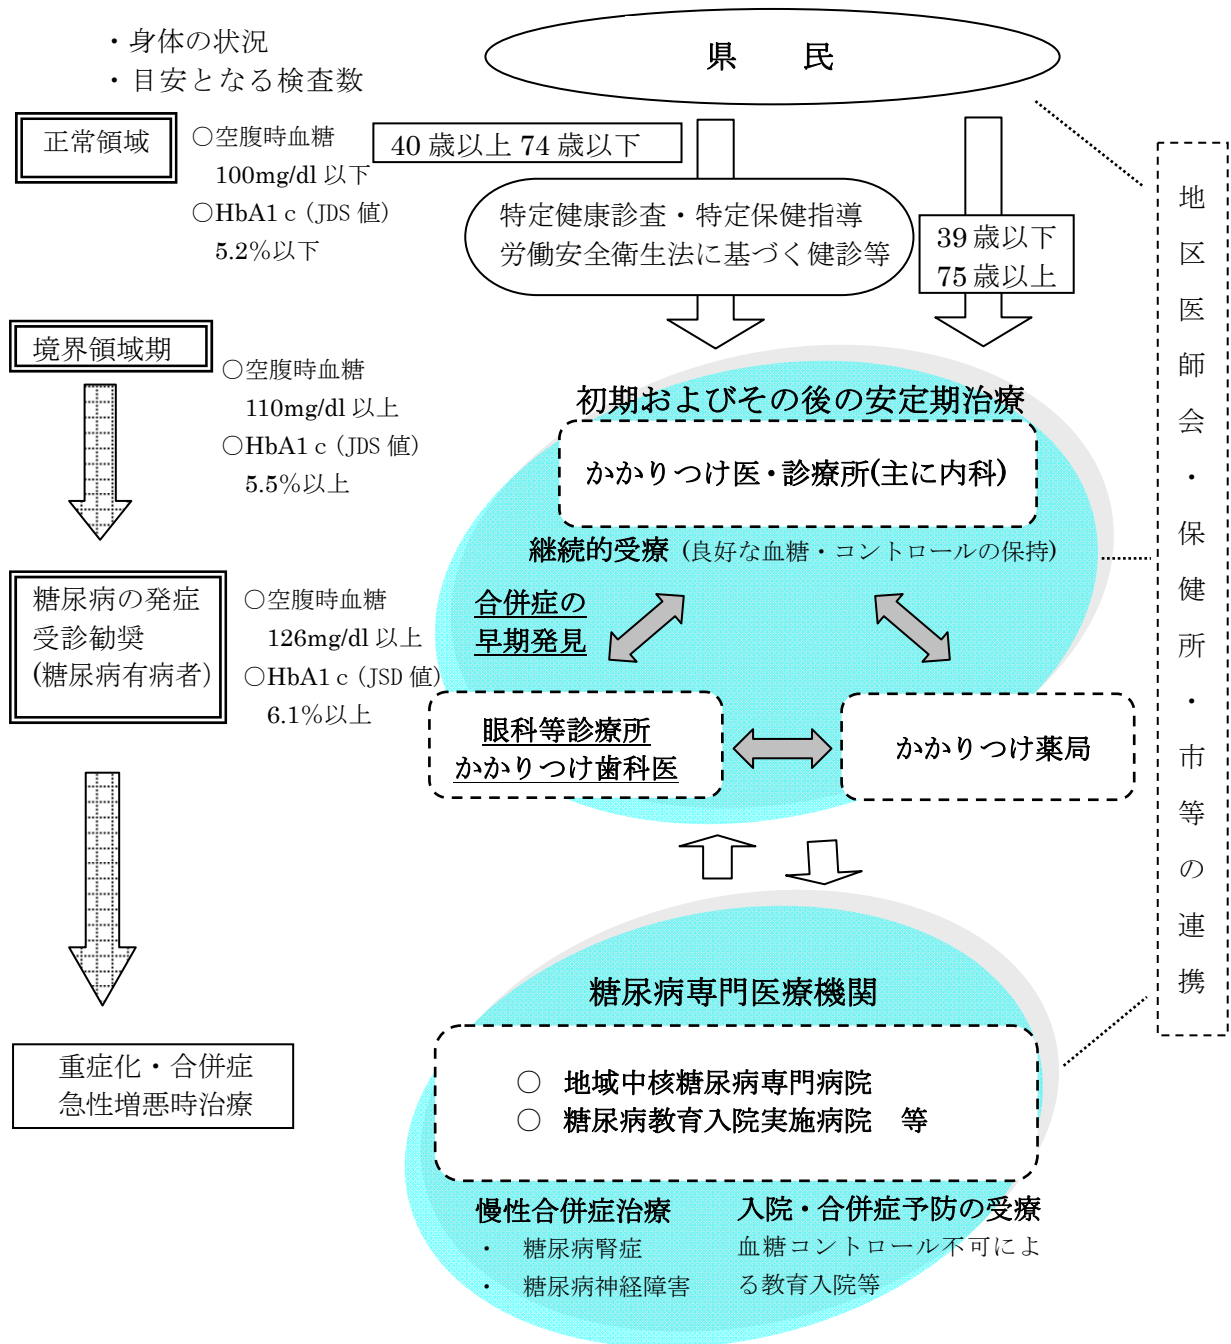 ・身体の状況
・目安となる検査数
県　　民
正常領域
○空腹時血糖
100mg/dl 以下
○HbA1c (JDS 値)
5.2%以下
40 歳以上 74 歳以下
特定健康診査・特定保健指導
労働安全衛生法に基づく健診等
39 歳以下
75 歳以上
境界領域期
○空腹時血糖
110mg/dl 以上
○HbA1c (JDS 値)
5.5%以上
初期およびその後の安定期治療
かかりつけ医・診療所(主に内科)
継続的受療 (良好な血糖・コントロールの保持)
糖尿病の発症
受診勧奨
(糖尿病有病者)
○空腹時血糖
126mg/dl 以上
○HbA1c (JSD 値)
6.1%以上
合併症の
早期発見
眼科等診療所
かかりつけ歯科医
かかりつけ薬局
地区医師会・保健所・市等の連携
糖尿病専門医療機関
○　地域中核糖尿病専門病院
○　糖尿病教育入院実施病院　等
重症化・合併症
急性増悪時治療
慢性合併症治療
・　糖尿病腎症
・　糖尿病神経障害
入院・合併症予防の受療
血糖コントロール不可によ
る教育入院等